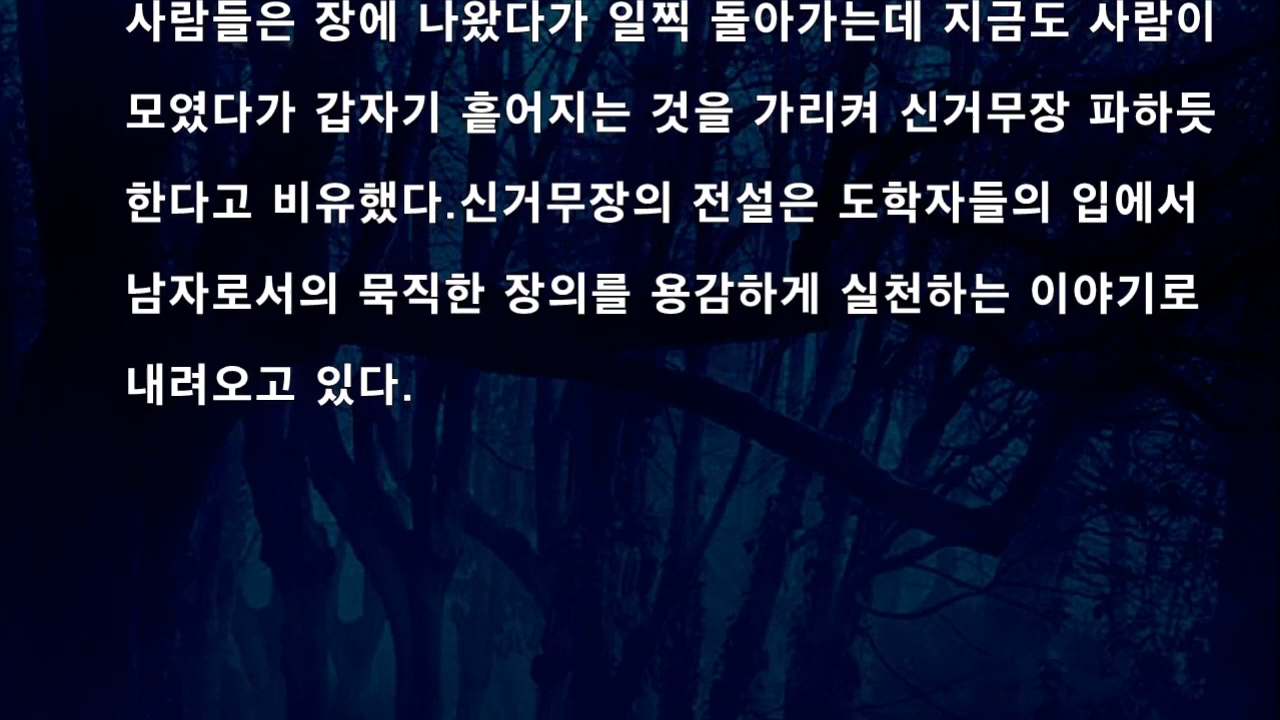 사람들은 장에 나왔다가 일찍 돌아가는데 지금도 사람이
모였다가 갑자기 흩어지는 것을 가리켜 신거무장 파하듯
한다고 비유했다.신거무장의 전설은 도학자들의 입에서
남자로서의 묵직한 장의를 용감하게 실천하는 이야기로
내려오고 있다.